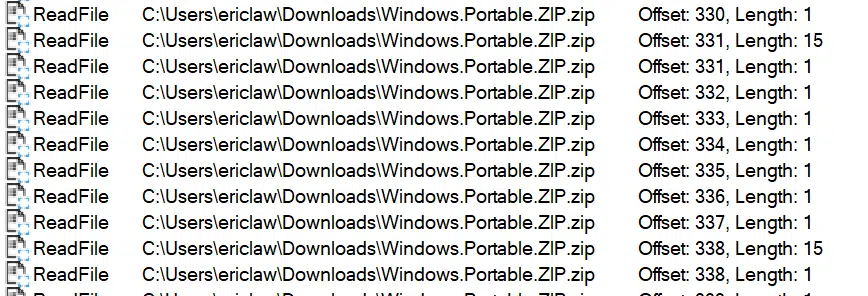 ReadFile C:\Users\ericlaw\Downloads\Windows.Portable.ZIP.zip Offset: 330, Length: 1
ReadFile C:\Users\ericlaw\Downloads\Windows.Portable.ZIP.zip Offset: 331, Length: 15
ReadFile C:\Users\ericlaw\Downloads\Windows.Portable.ZIP.zip Offset: 331, Length: 1
ReadFile C:\Users\ericlaw\Downloads\Windows.Portable.ZIP.zip Offset: 332, Length: 1
ReadFile C:\Users\ericlaw\Downloads\Windows.Portable.ZIP.zip Offset: 333, Length: 1
ReadFile C:\Users\ericlaw\Downloads\Windows.Portable.ZIP.zip Offset: 334, Length: 1
ReadFile C:\Users\ericlaw\Downloads\Windows.Portable.ZIP.zip Offset: 335, Length: 1
ReadFile C:\Users\ericlaw\Downloads\Windows.Portable.ZIP.zip Offset: 336, Length: 1
ReadFile C:\Users\ericlaw\Downloads\Windows.Portable.ZIP.zip Offset: 337, Length: 1
ReadFile C:\Users\ericlaw\Downloads\Windows.Portable.ZIP.zip Offset: 338, Length: 15
ReadFile C:\Users\ericlaw\Downloads\Windows.Portable.ZIP.zip Offset: 338, Length: 1